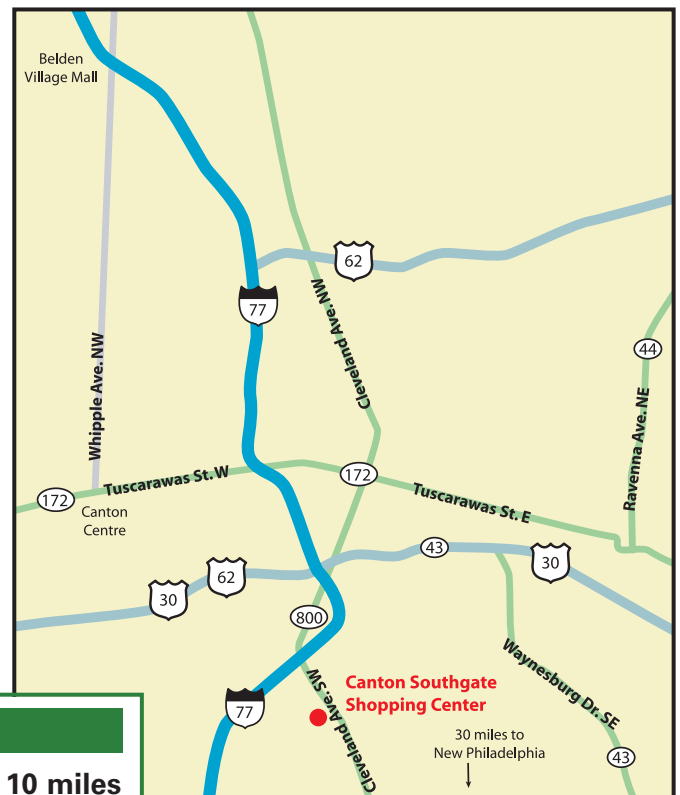 Belden
Village Mall
62
77
Cleveland Ave. NW
44
Whipple Ave. NW
Ravenna Ave. NE
172
Tuscarawas St. W
172
Tuscarawas St. E
Canton
Centre
43
30
62
30
800
Waynesburg Dr. SE
Cleveland Ave. SW
Canton Southgate
Shopping Center
77
30 miles to
New Philadelphia
43
10 miles